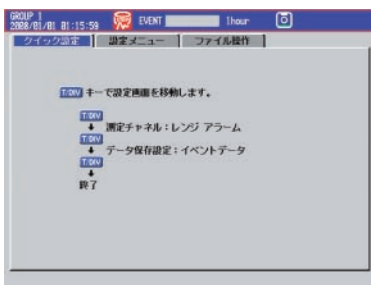 GROUP 1
2008/01/01 01:15:59 EVENT 1hour
クイック設定 設定メニュー ファイル操作
T/DIV キーで設定画面を移動します。
T/DIV
↓ 測定チャネル：レンジ アラーム
T/DIV
↓ データ保存設定：イベントデータ
T/DIV
↓
終了